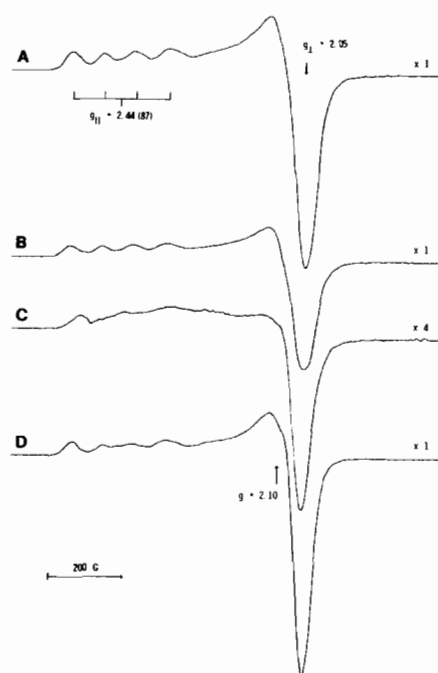 A
g⊥ = 2.05
x 1
g|| = 2.44 (87)
B
x 1
C
x 4
D
x 1
g = 2.10
200 G